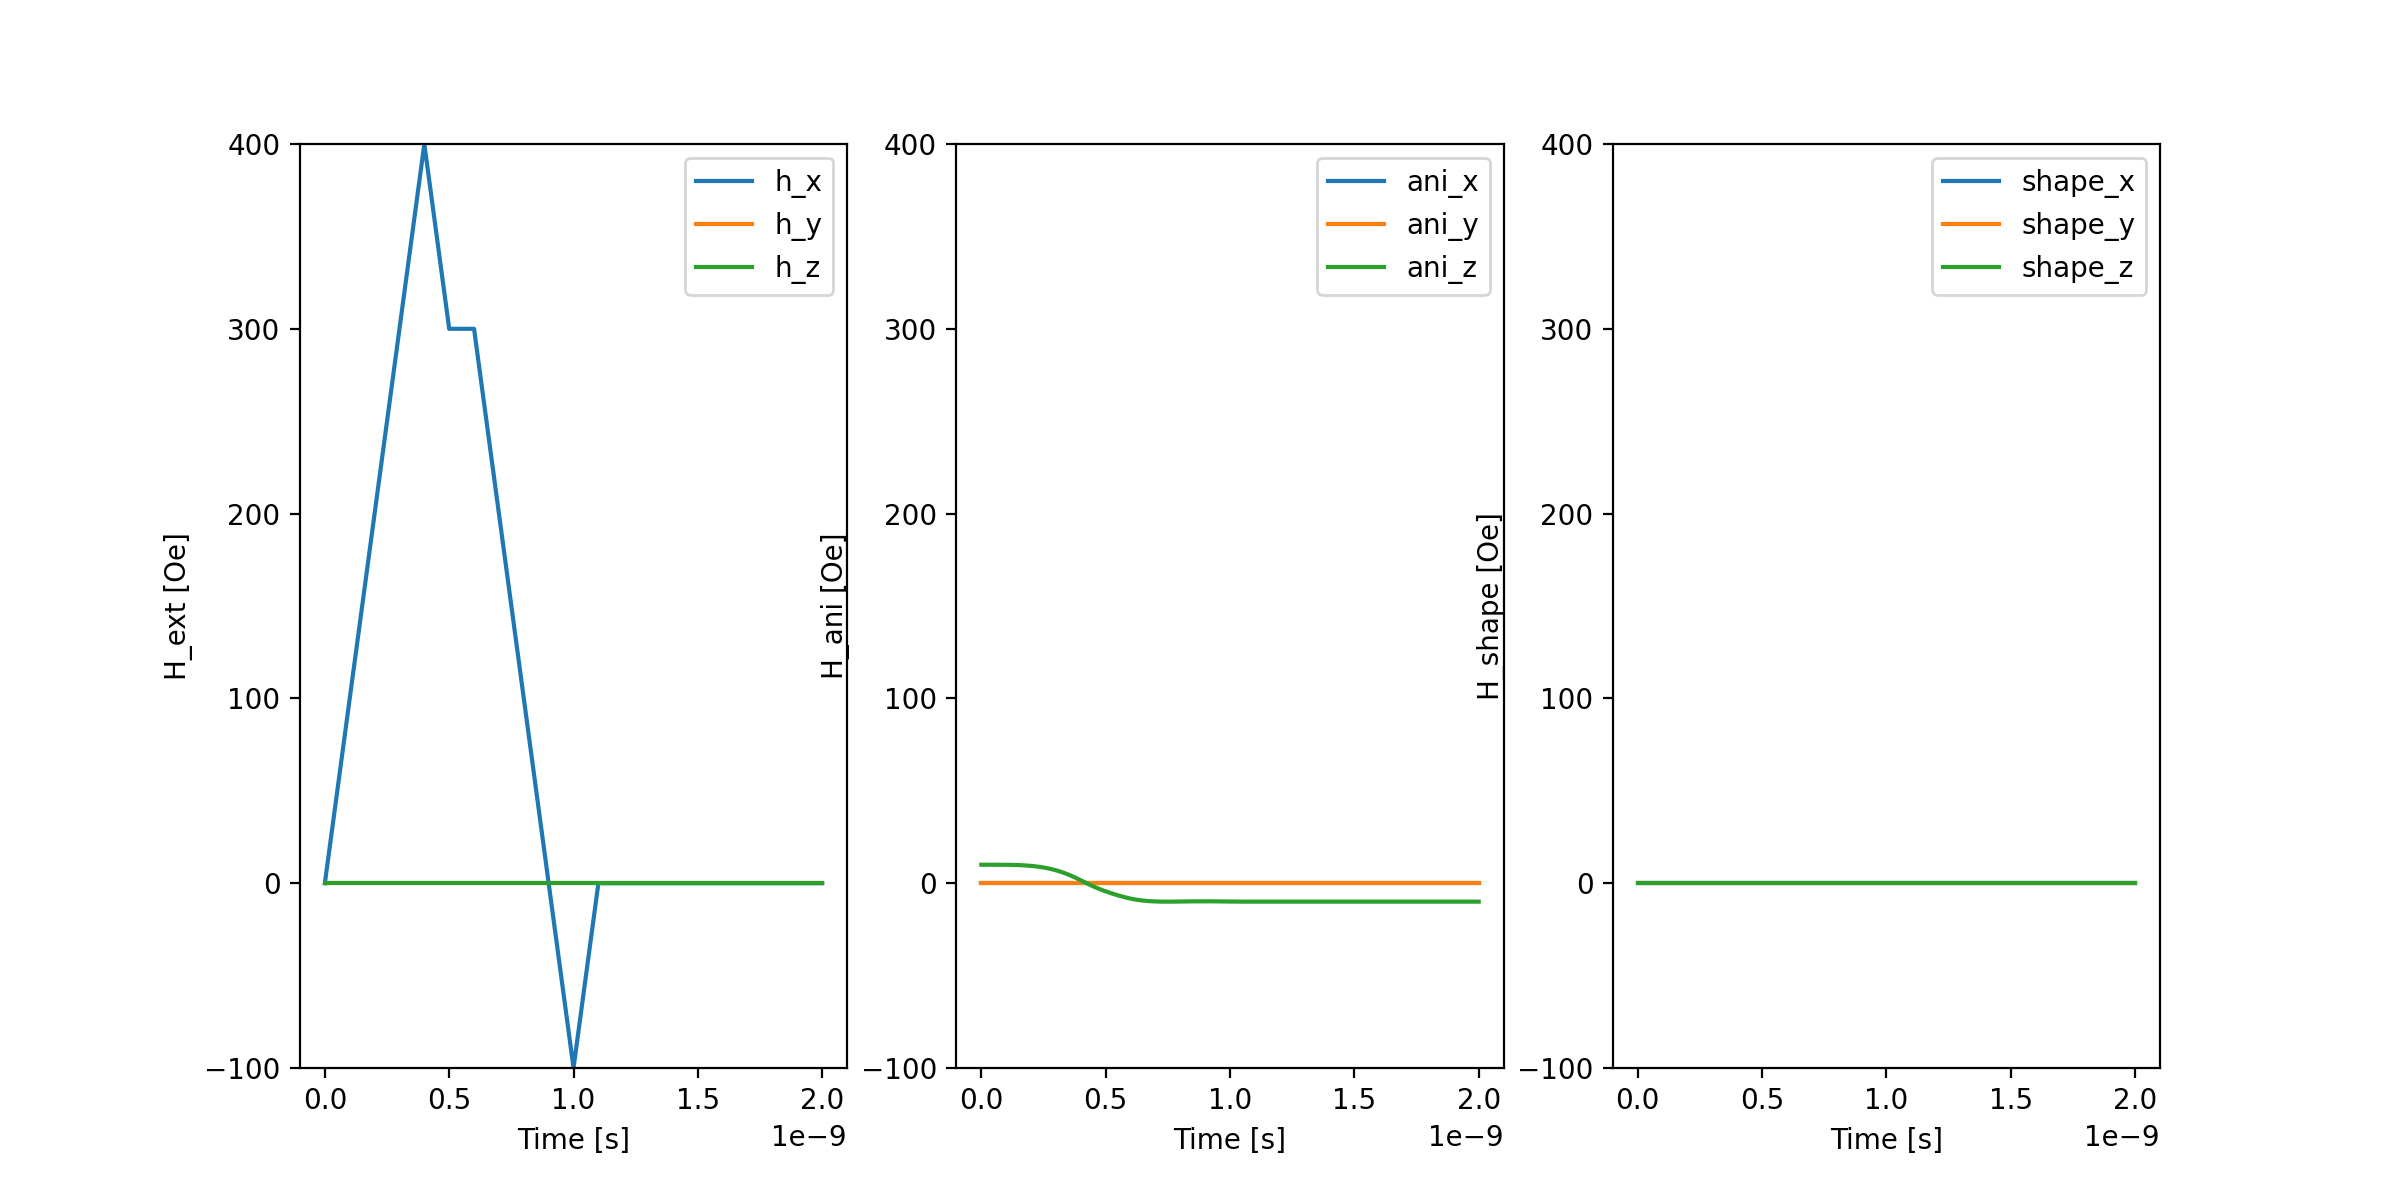 H_ext [Oe]
400
300
200
100
0
−100
0.0 0.5 1.0 1.5 2.0
Time [s]
1e−9
h_x
h_y
h_z
H_ani [Oe]
400
300
200
100
0
−100
0.0 0.5 1.0 1.5 2.0
Time [s]
1e−9
ani_x
ani_y
ani_z
H_shape [Oe]
400
300
200
100
0
−100
0.0 0.5 1.0 1.5 2.0
Time [s]
1e−9
shape_x
shape_y
shape_z